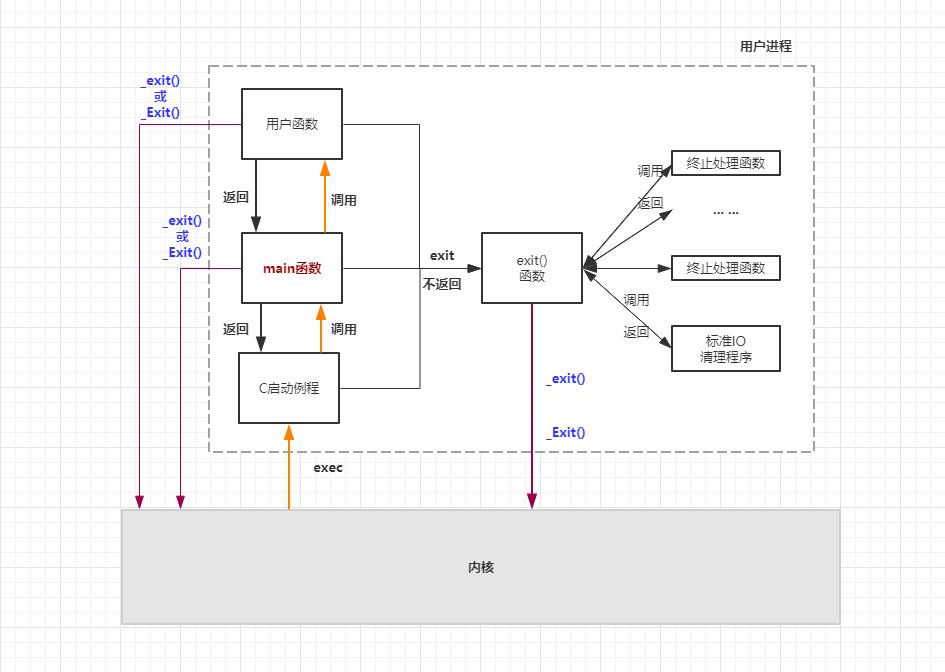 用户进程
_exit()
或
_Exit()
用户函数
返回
调用
_exit()
或
_Exit()
main函数
exit
不返回
exit()
函数
调用
返回
终止处理函数
... ...
终止处理函数
调用
返回
标准IO
清理程序
返回
调用
C启动例程
_exit()
_Exit()
exec
内核